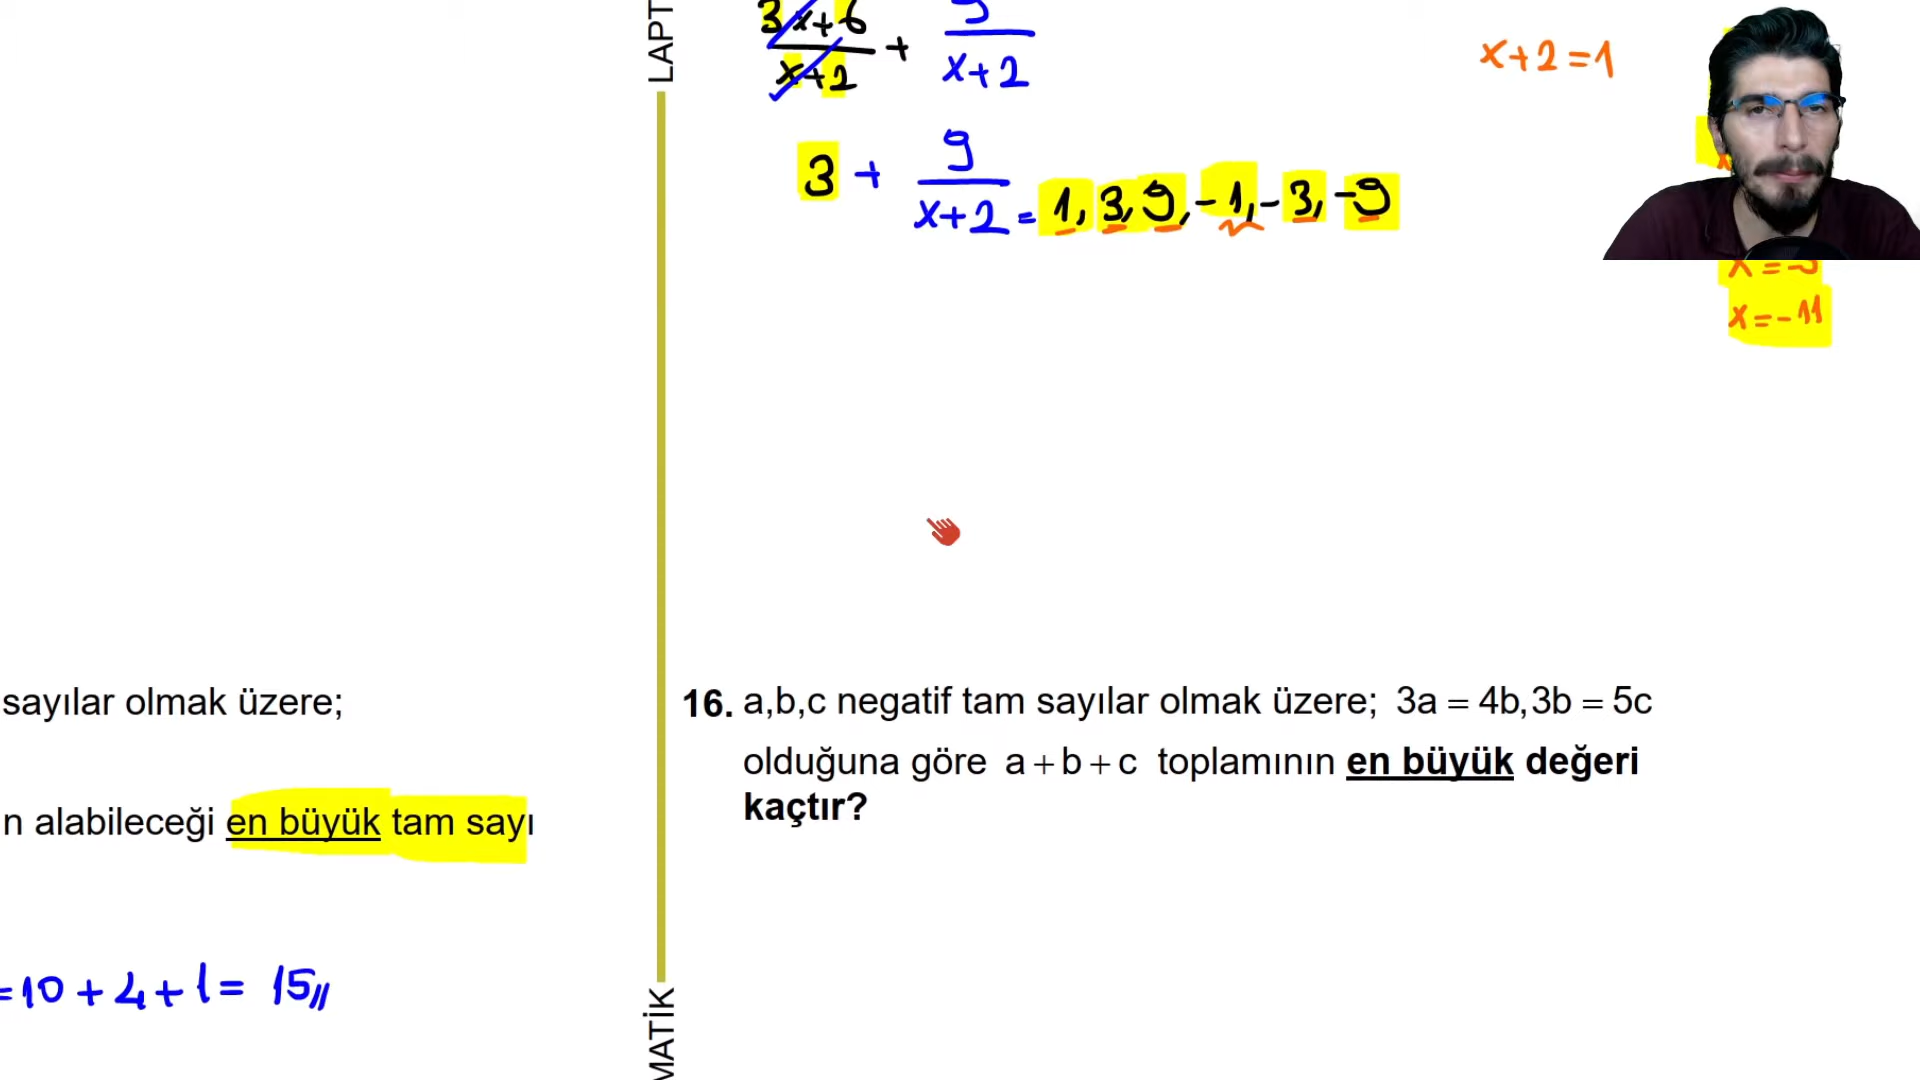 LAPT
3x+6
x+2
+
x+2
x+2=1
3 + 9
x+2 = 1, 3, 9, -1, -3, -9
x=-11
sayılar olmak üzere;
n alabileceği en büyük tam sayı
=10+4+1= 15//
MATİK
16. a,b,c negatif tam sayılar olmak üzere; 3a = 4b,3b = 5c
olduğuna göre a+b+c toplamının en büyük değeri
kaçtır?